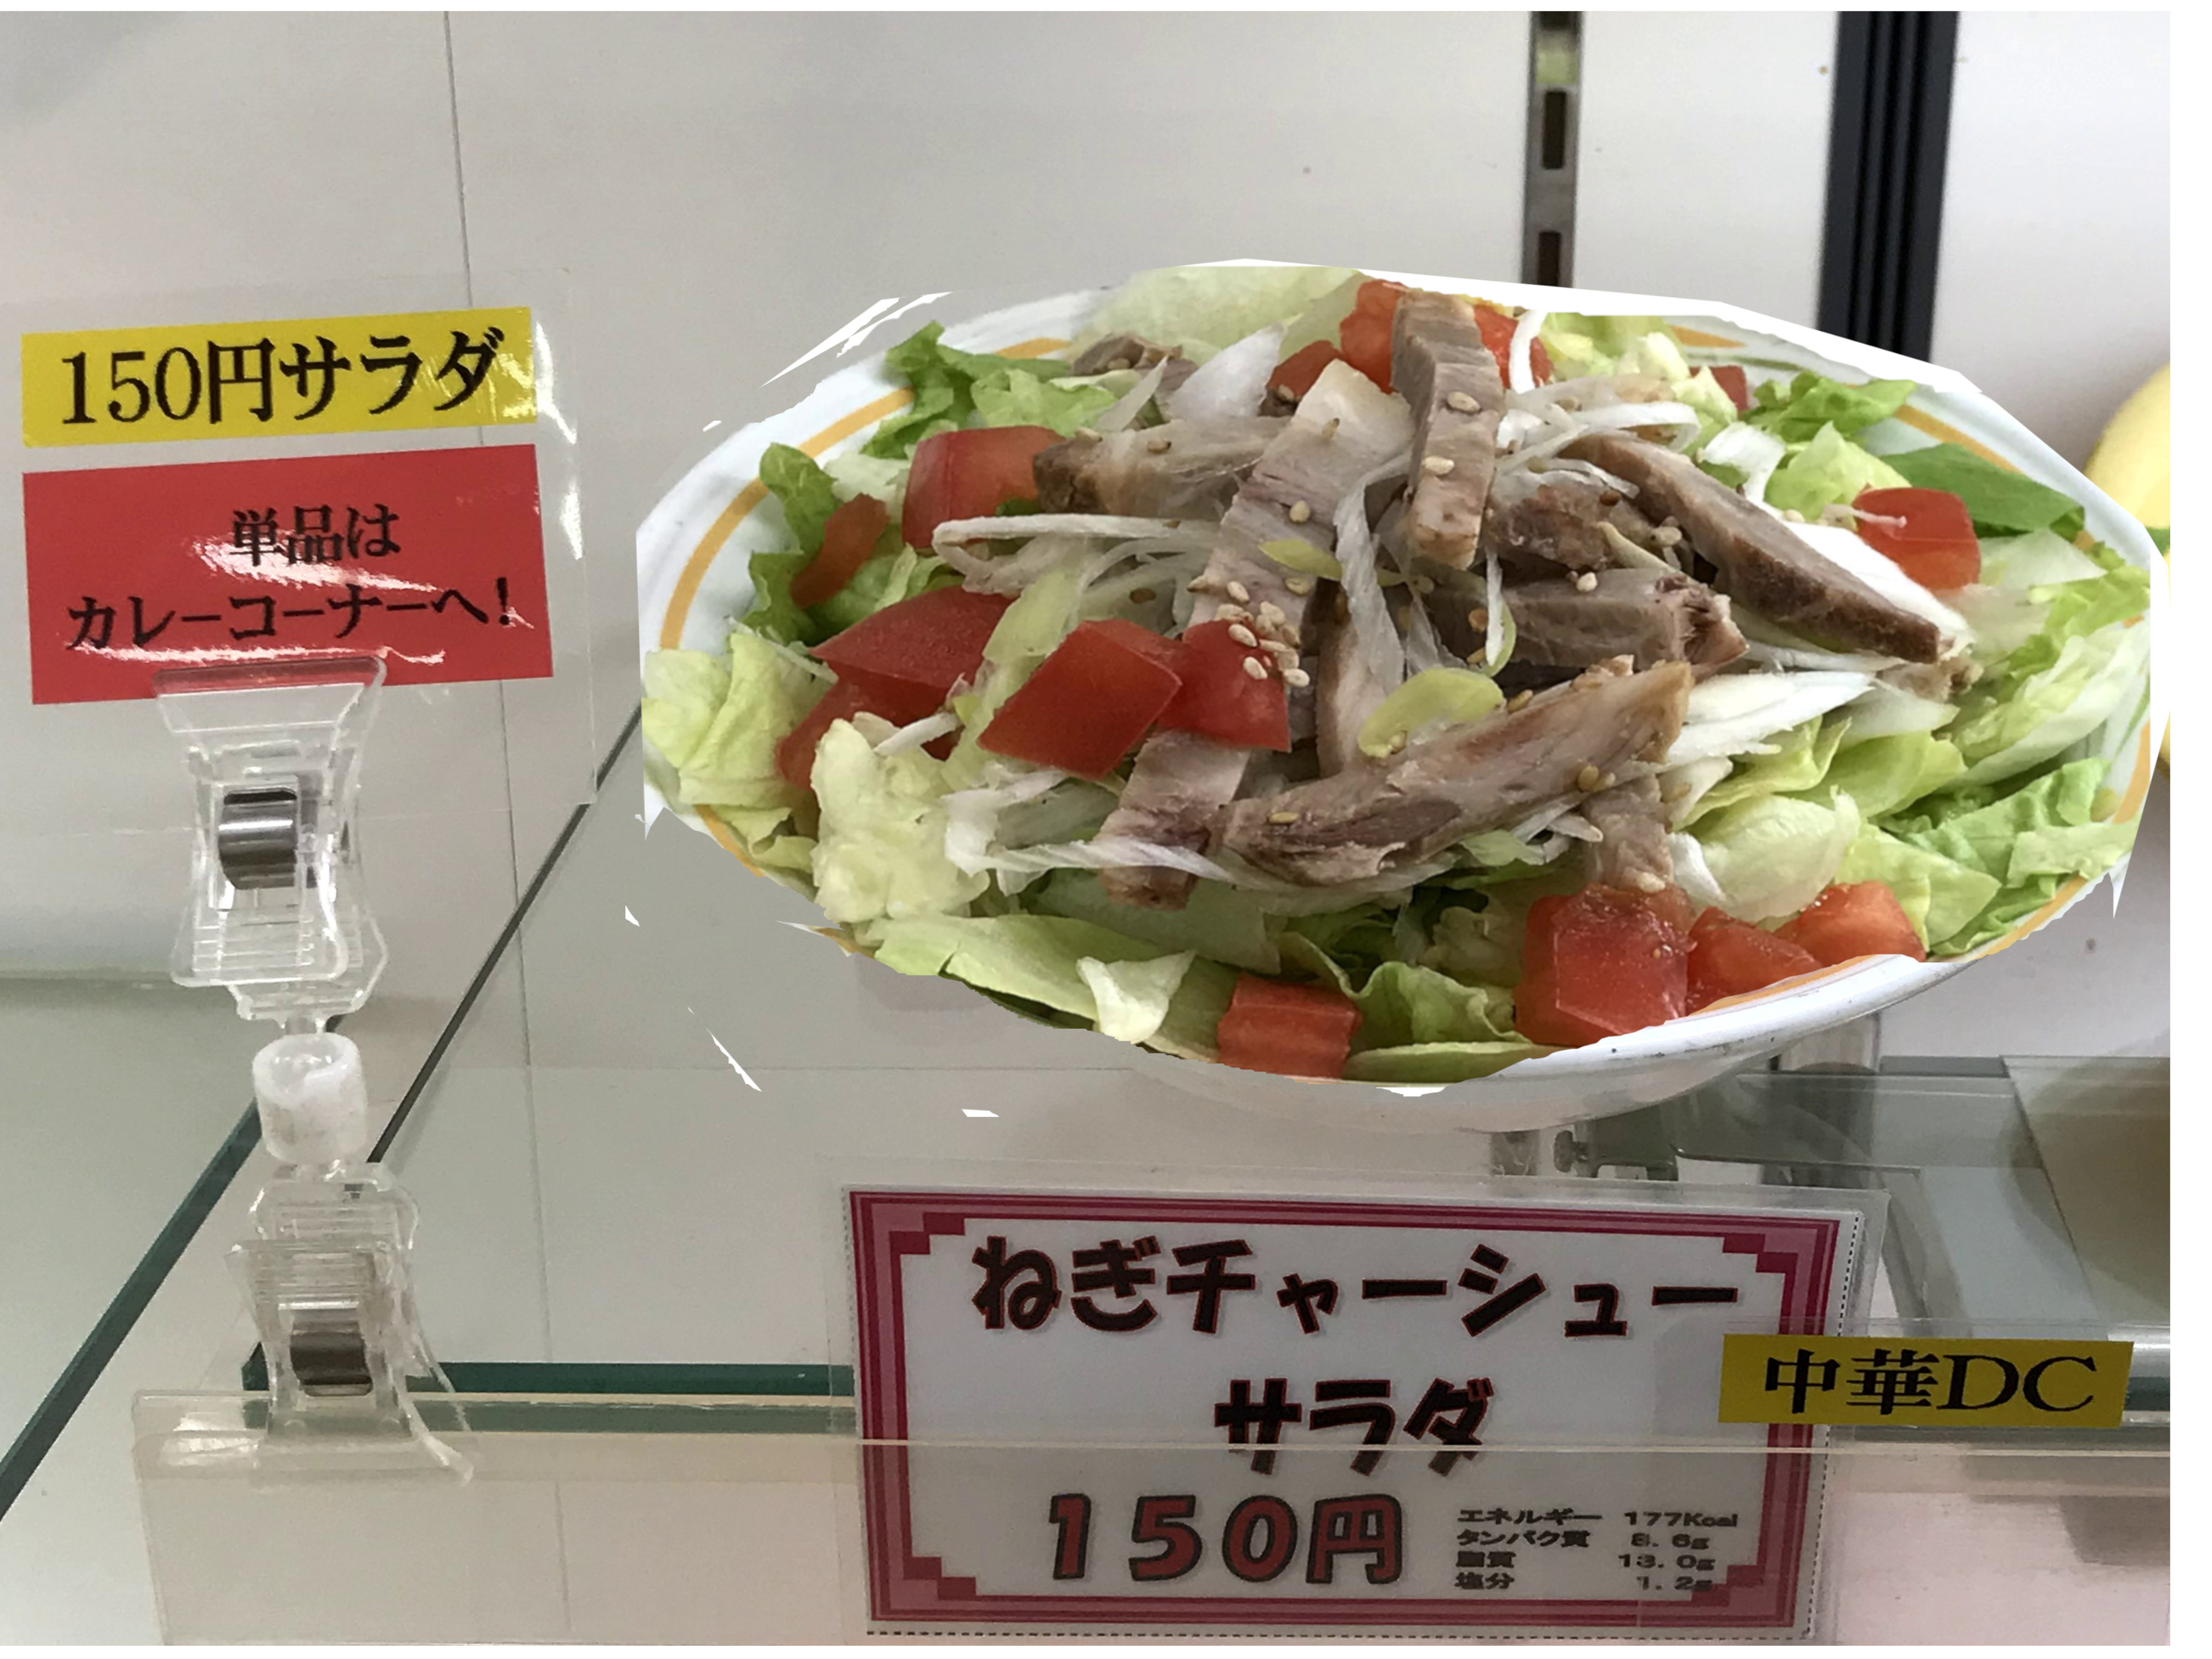 150円サラダ
単品は
カレーコーナーへ!
ねぎチャーシュー
サラダ
中華DC
150円
エネルギー 177Kcal
タンパク質 8.6g
脂質 13.0g
塩分 1.2g